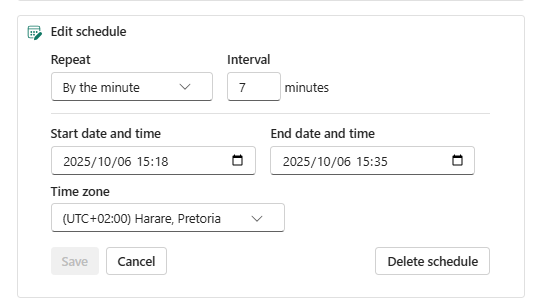 Edit schedule
Repeat Interval
By the minute 7 minutes
Start date and time End date and time
2025/10/06 15:18 2025/10/06 15:35
Time zone
(UTC+02:00) Harare, Pretoria
Save Cancel Delete schedule